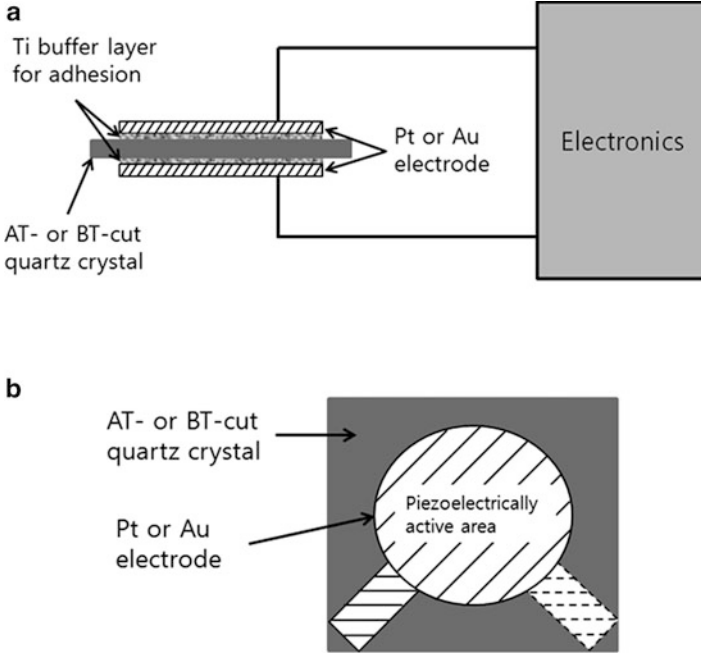 a
Ti buffer layer
for adhesion
Pt or Au
electrode
Electronics
AT- or BT-cut
quartz crystal
b
AT- or BT-cut
quartz crystal
Piezoelectrically
active area
Pt or Au
electrode